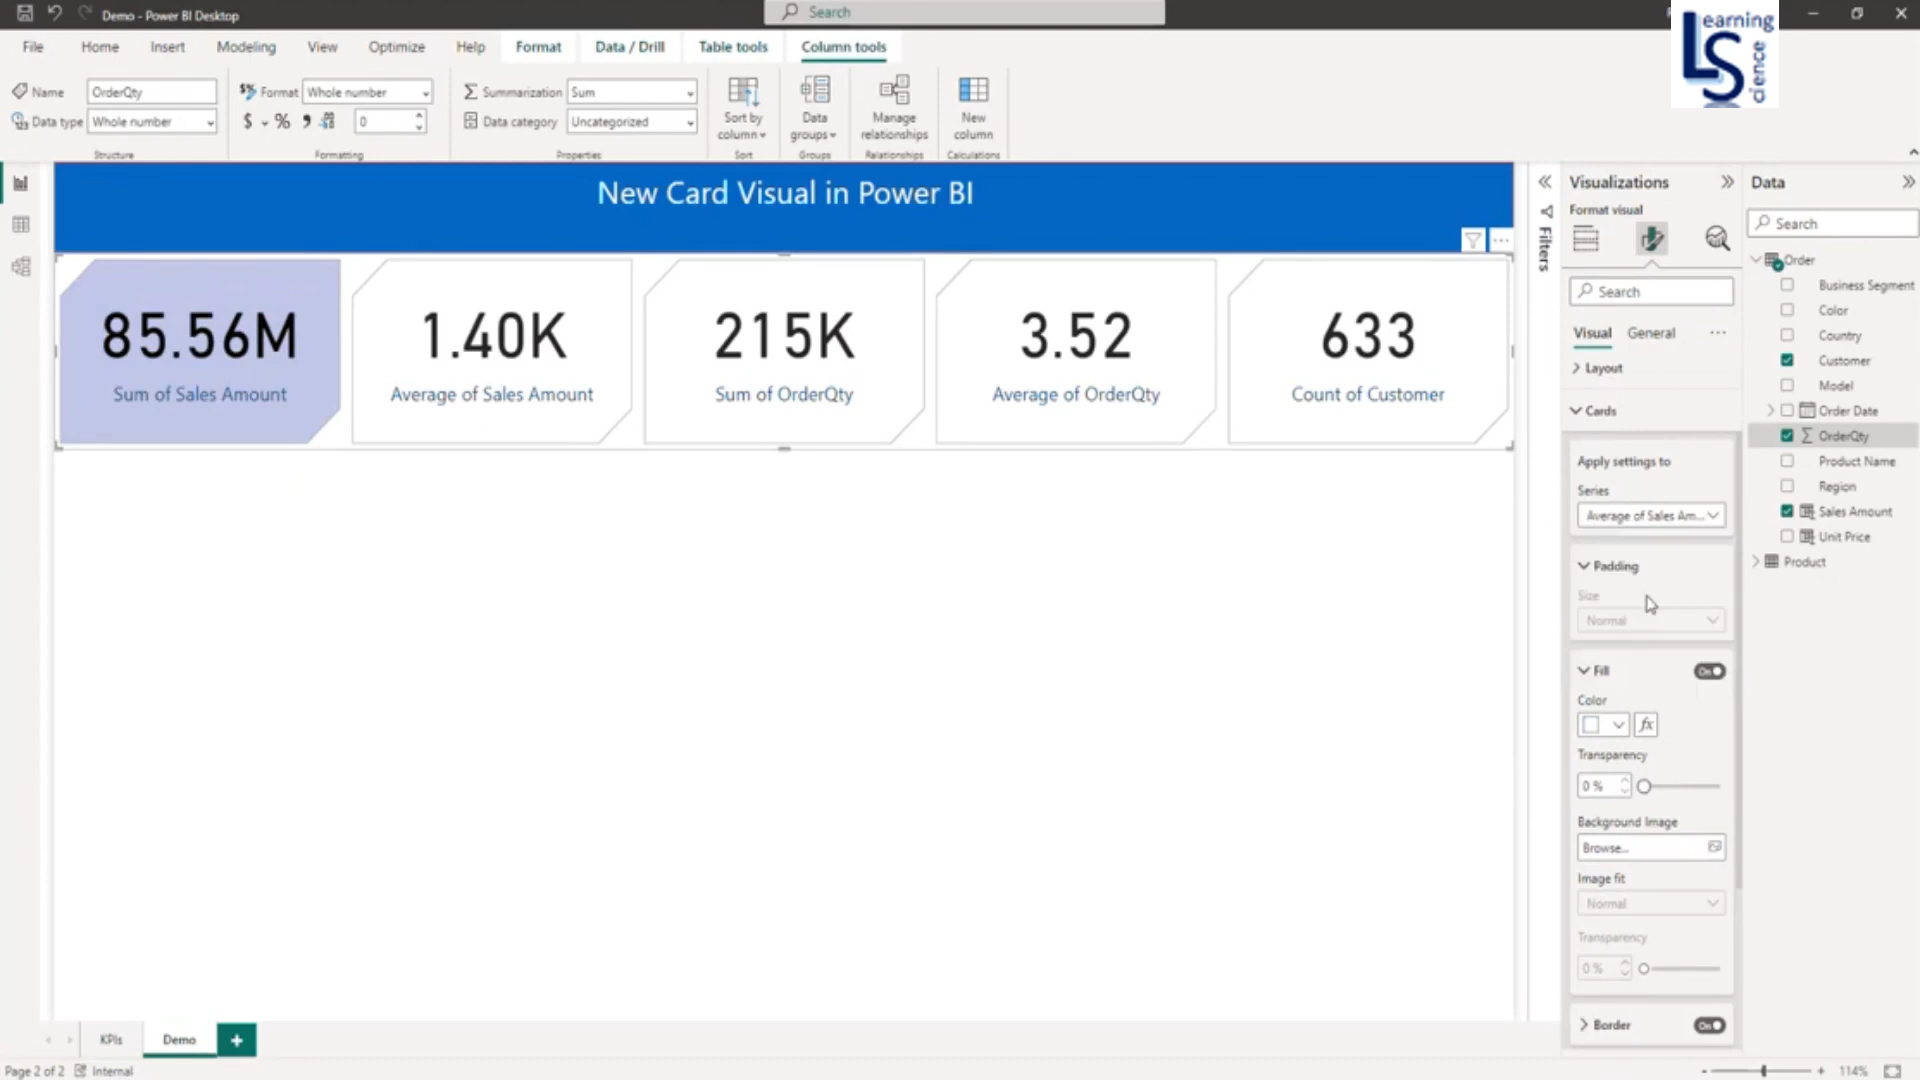 Demo - Power BI Desktop
Search
Learning Science
File Home Insert Modeling View Optimize Help Format Data / Drill Table tools Column tools
Name OrderQty
Format Whole number
Summarization Sum
Data type Whole number
$ % 9 0
Data category Uncategorized
Sort by column
Data groups
Manage relationships
New column
Structure Formatting Properties Sort Groups Relationships Calculations
New Card Visual in Power BI
85.56M
Sum of Sales Amount
1.40K
Average of Sales Amount
215K
Sum of OrderQty
3.52
Average of OrderQty
633
Count of Customer
Filters
Visualizations
Format visual
Search
Visual General
Layout
Cards
Apply settings to
Series
Average of Sales Am...
Padding
Size
Normal
Fill On
Color
fx
Transparency
0 %
Background Image
Browse...
Image fit
Normal
Transparency
0 %
Border On
Data
Search
Order
Business Segment
Color
Country
Customer
Model
Order Date
OrderQty
Product Name
Region
Sales Amount
Unit Price
Product
KPIs Demo +
Page 2 of 2 Internal
- + 114%